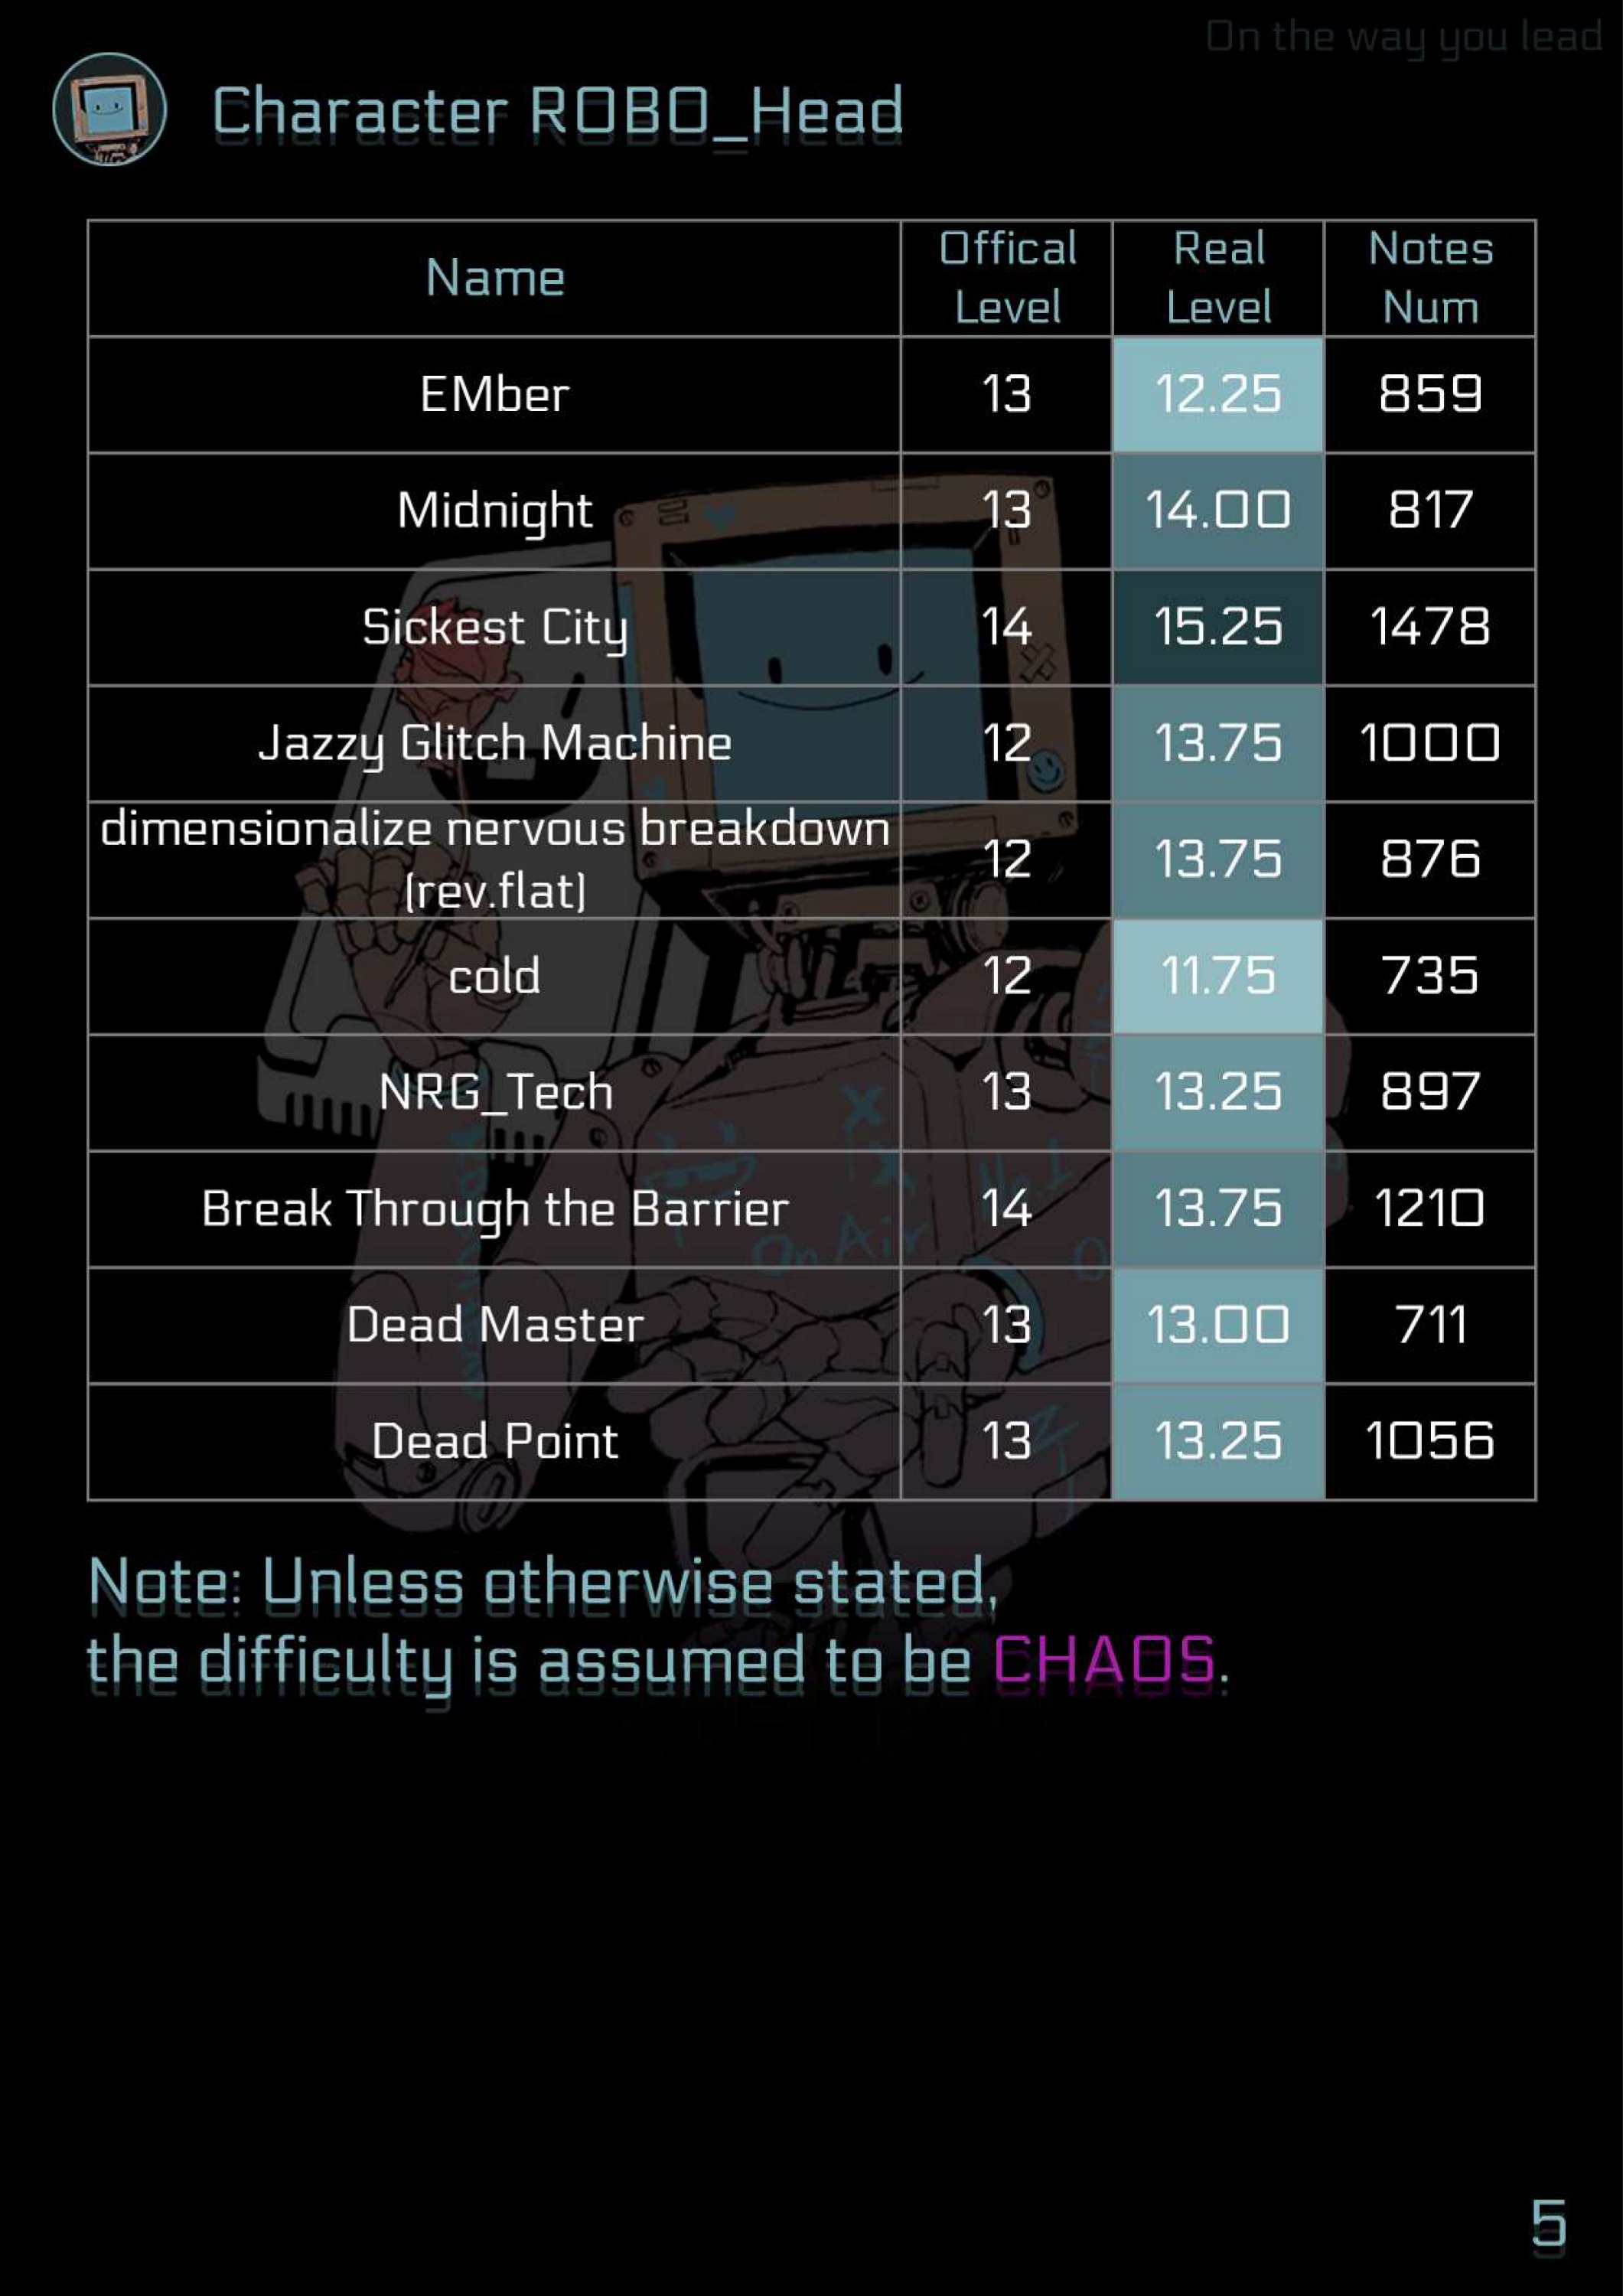 On the way you lead
Character ROBO_Head
Name
Offical Level
Real Level
Notes Num
EMber 13 12.25 859
Midnight 13 14.00 817
Sickest City 14 15.25 1478
Jazzy Glitch Machine 12 13.75 1000
dimensionalize nervous breakdown
(rev.flat) 12 13.75 876
cold 12 11.75 735
NRG_Tech 13 13.25 897
Break Through the Barrier 14 13.75 1210
Dead Master 13 13.00 711
Dead Point 13 13.25 1056
On Air
No.1
Note: Unless otherwise stated,
the difficulty is assumed to be CHAOS.
5